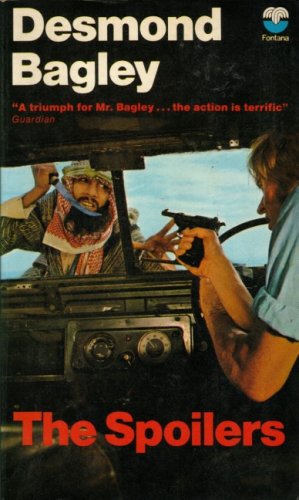 Desmond
Bagley
Fontana
“A triumph for Mr. Bagley... the action is terrific”
Guardian
The Spoilers